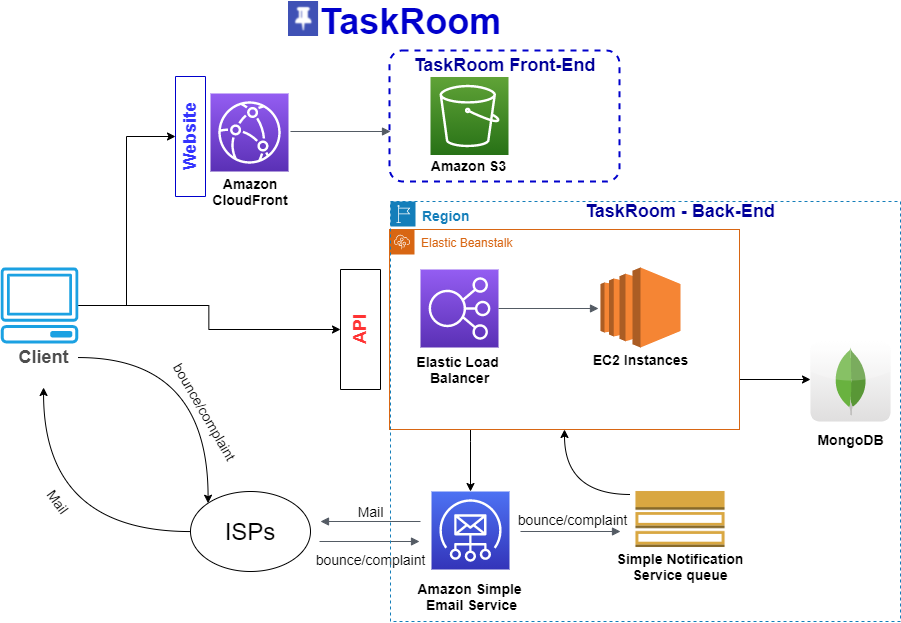 TaskRoom
TaskRoom Front-End
Website
Amazon S3
Amazon
CloudFront
Region
TaskRoom - Back-End
Elastic Beanstalk
API
Client
Elastic Load
Balancer
EC2 Instances
MongoDB
bounce/complaint
Mail
ISPs
Mail
bounce/complaint
bounce/complaint
Simple Notification
Service queue
Amazon Simple
Email Service